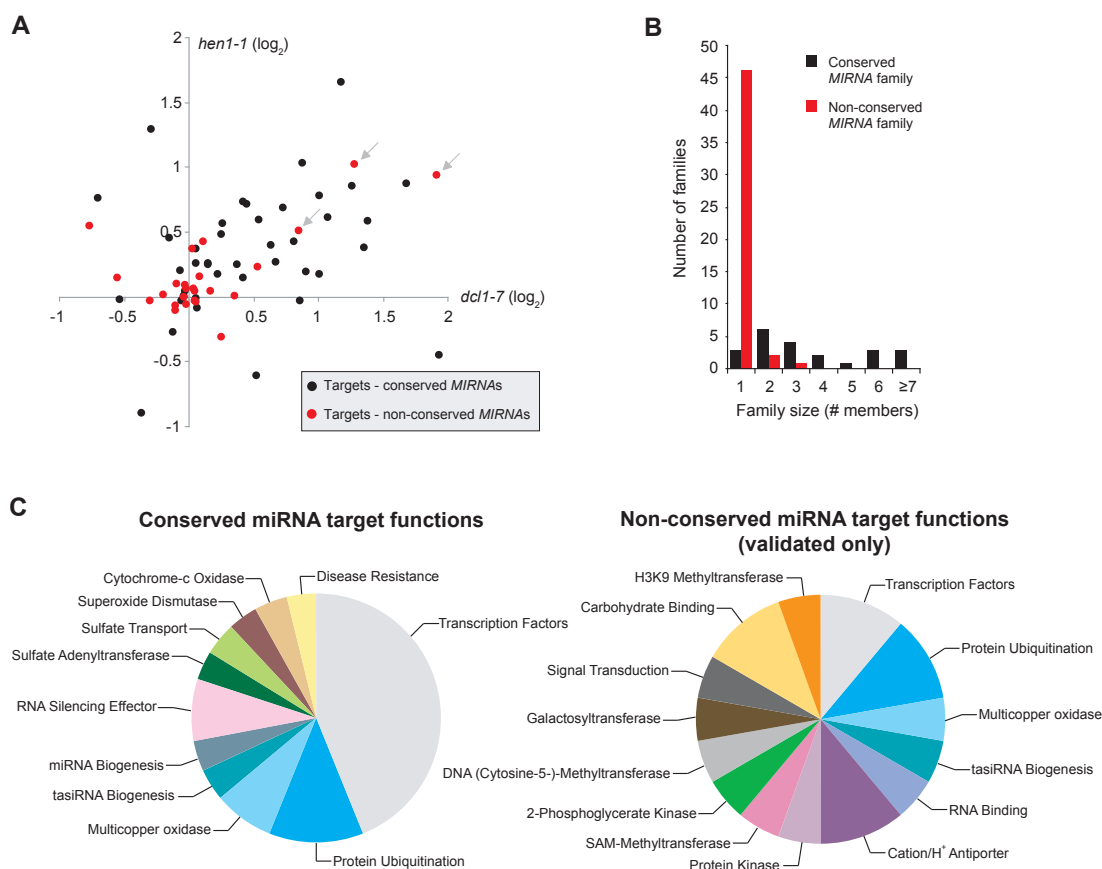 A
hen1-1 (log2)
2
1.5
1
0.5
0
-0.5
-1
-1
-0.5
0.5
1
1.5
2
dcl1-7 (log2)
Targets - conserved MIRNAs
Targets - non-conserved MIRNAs
B
50
45
40
35
30
25
20
15
10
5
0
Number of families
Conserved
MIRNA family
Non-conserved
MIRNA family
1 2 3 4 5 6 ≥7
Family size (# members)
C
Conserved miRNA target functions
Cytochrome-c Oxidase
Disease Resistance
Superoxide Dismutase
Transcription Factors
Sulfate Transport
Sulfate Adenyltransferase
RNA Silencing Effector
miRNA Biogenesis
tasiRNA Biogenesis
Multicopper oxidase
Protein Ubiquitination
Non-conserved miRNA target functions
(validated only)
H3K9 Methyltransferase
Transcription Factors
Carbohydrate Binding
Protein Ubiquitination
Signal Transduction
Multicopper oxidase
Galactosyltransferase
tasiRNA Biogenesis
DNA (Cytosine-5-)-Methyltransferase
RNA Binding
2-Phosphoglycerate Kinase
SAM-Methyltransferase
Cation/H+ Antiporter
Protein Kinase